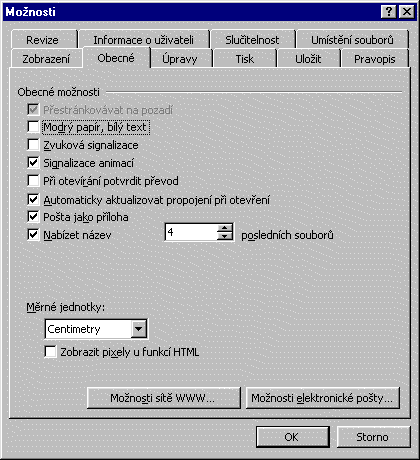 Možnosti
Revize Informace o uživateli Slučitelnost Umístění souborů
Zobrazení Obecné Úpravy Tisk Uložit Pravopis
Obecné možnosti
Přestránkovávat na pozadí
Modrý papír, bílý text
Zvuková signalizace
Signalizace animací
Při otevírání potvrdit převod
Automaticky aktualizovat propojení při otevření
Pošta jako příloha
Nabízet název 4 posledních souborů
Měrné jednotky:
Centimetry
Zobrazit pixely u funkcí HTML
Možnosti sítě WWW... Možnosti elektronické pošty...
OK Storno